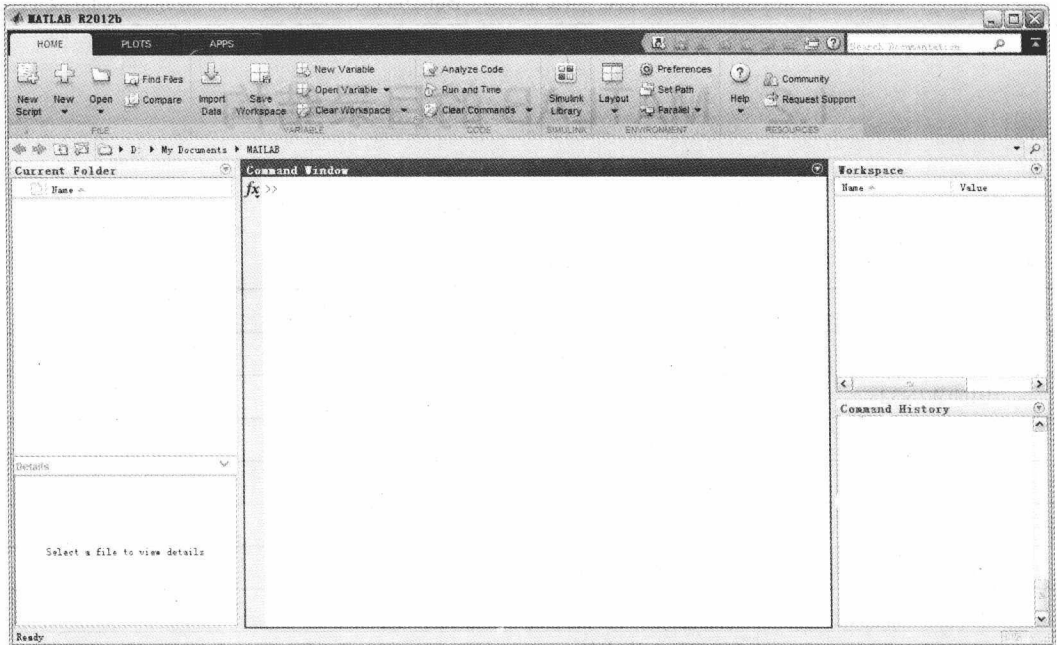 MATLAB R2012b
HOME PLOTS APPS
Search Documentation
New Script
New
Open
Find Files
Compare
Import Data
Save Workspace
New Variable
Open Variable
Clear Workspace
Analyze Code
Run and Time
Clear Commands
Simulink Library
Layout
Preferences
Set Path
Parallel
Help
Community
Request Support
FILE VARIABLE CODE SIMULINK ENVIRONMENT RESOURCES
D: My Documents MATLAB
Current Folder
Name
Details
Select a file to view details
Command Window
fx >>
Workspace
Name Value
Command History
Ready